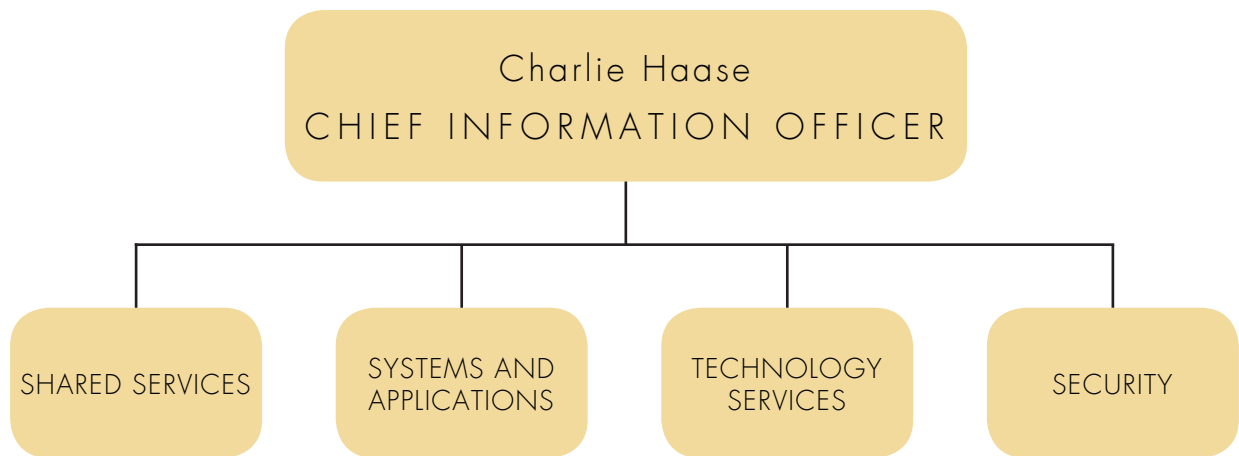 Charlie Haase
CHIEF INFORMATION OFFICER
SHARED SERVICES
SYSTEMS AND
APPLICATIONS
TECHNOLOGY
SERVICES
SECURITY